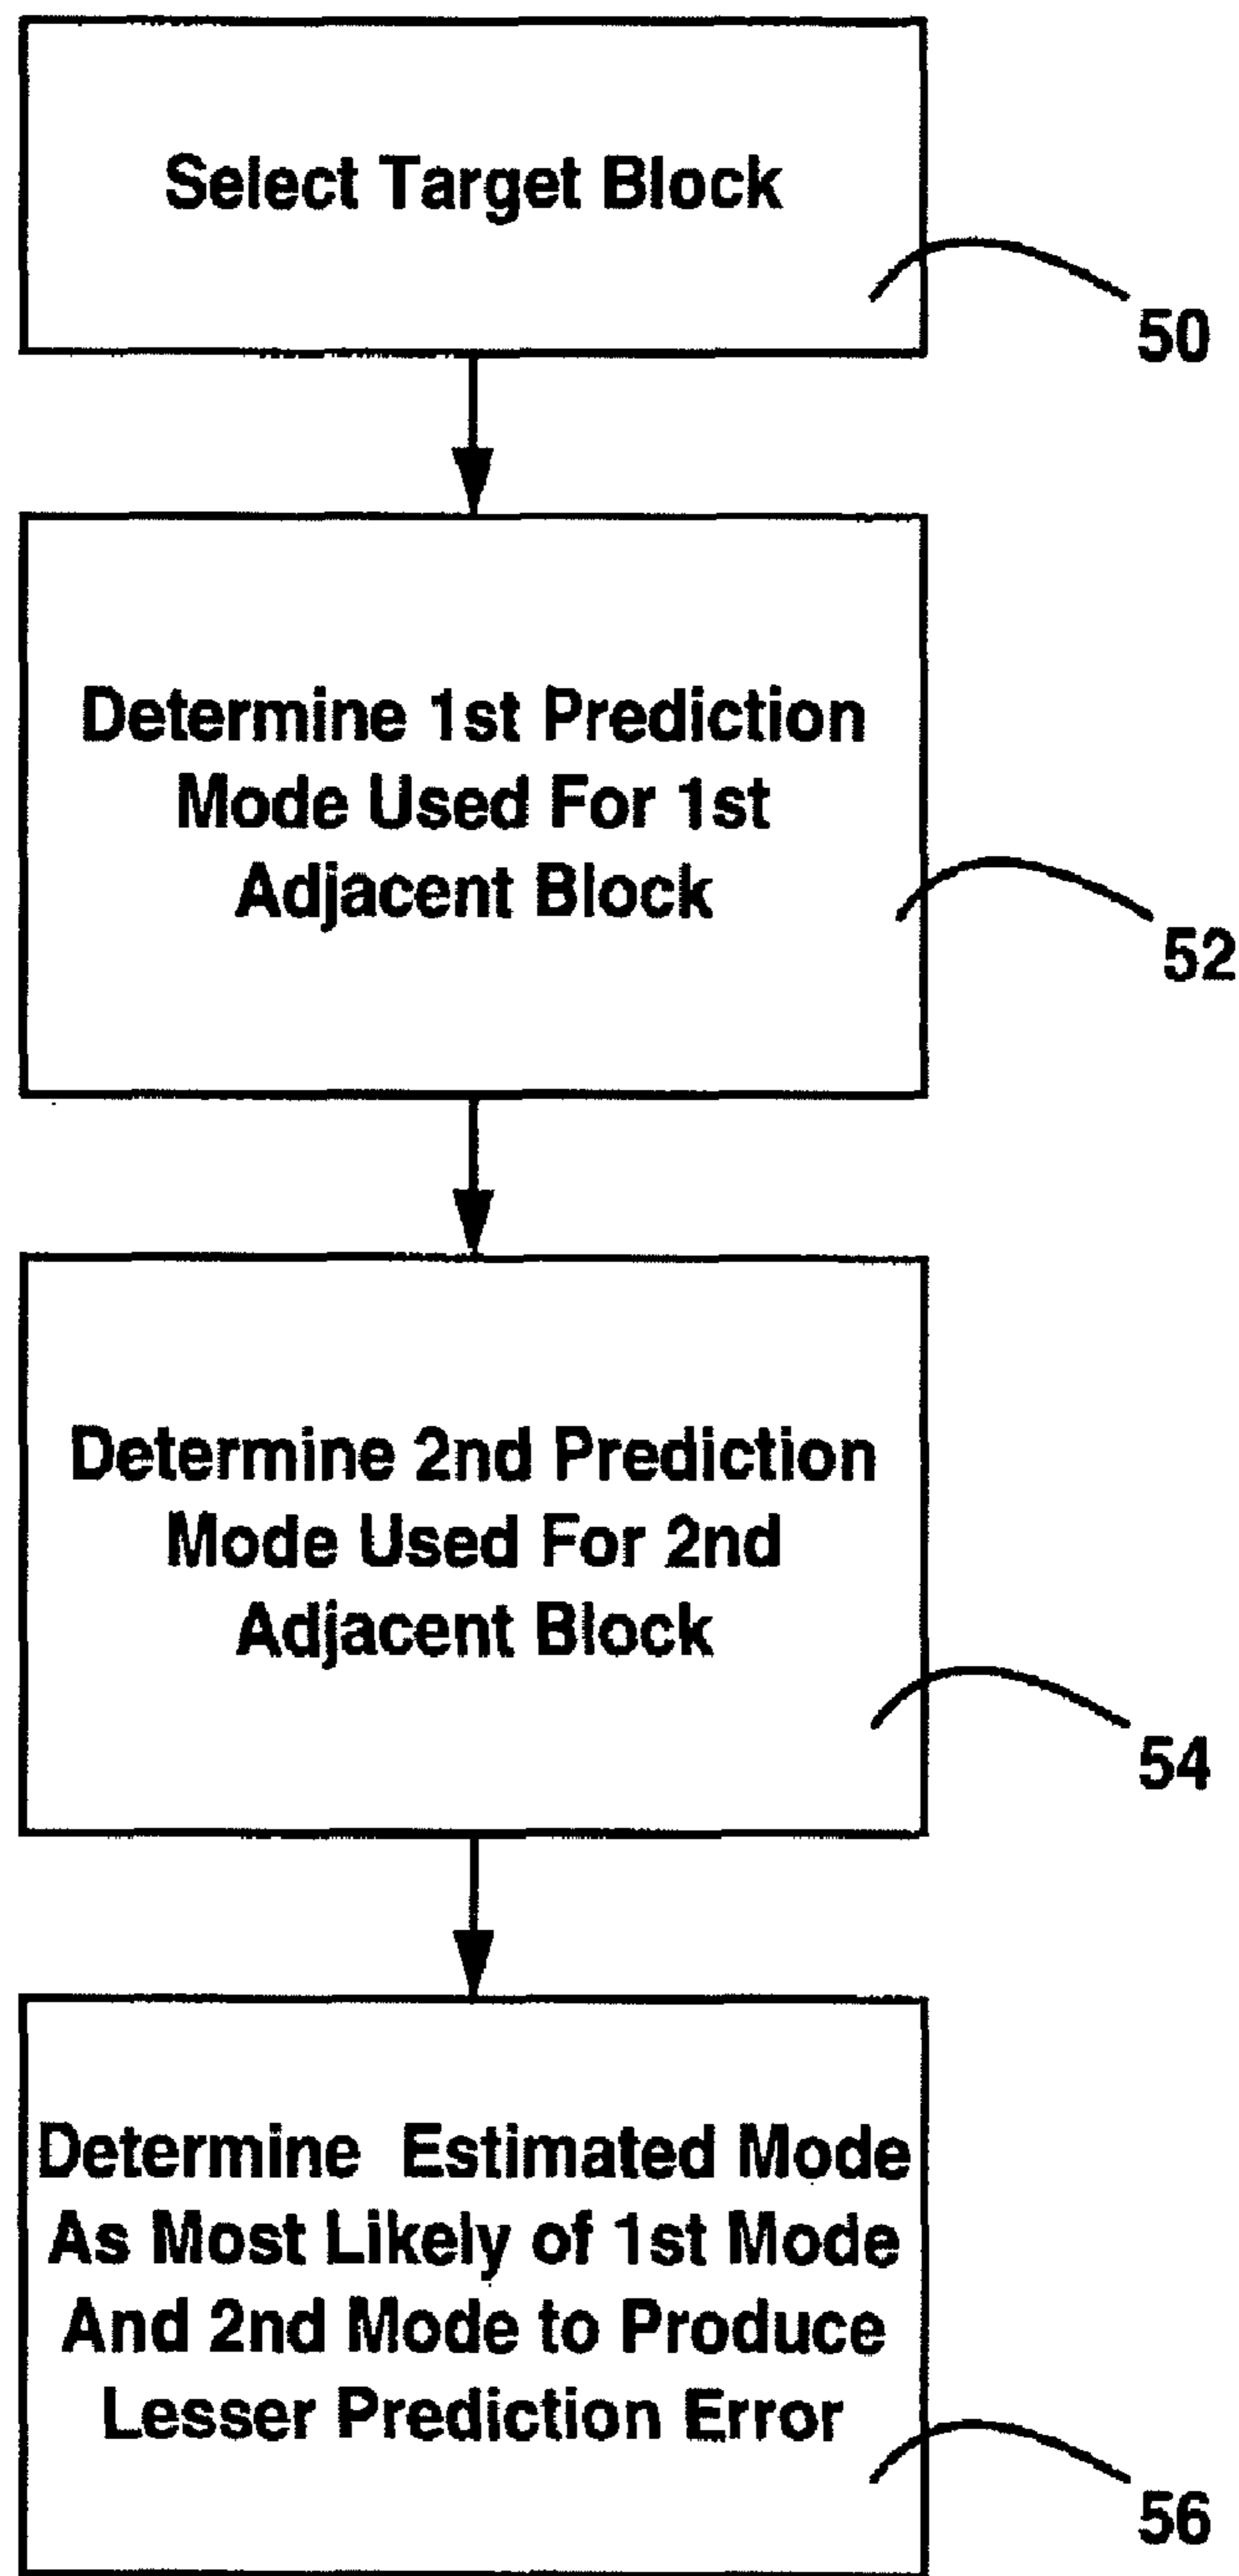 Select Target Block
50
Determine 1st Prediction
Mode Used For 1st
Adjacent Block
52
Determine 2nd Prediction
Mode Used For 2nd
Adjacent Block
54
Determine Estimated Mode
As Most Likely of 1st Mode
And 2nd Mode to Produce
Lesser Prediction Error
56